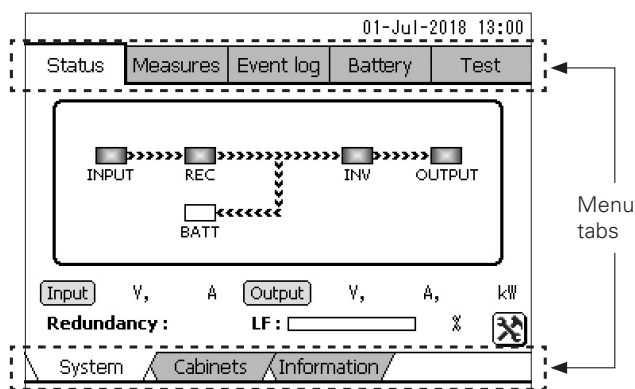 01-Jul-2018 13:00
Status Measures Event log Battery Test
INPUT REC INV OUTPUT
BATT
Menu
tabs
Input V, A Output V, A, kW
Redundancy: LF: %
System Cabinets Information